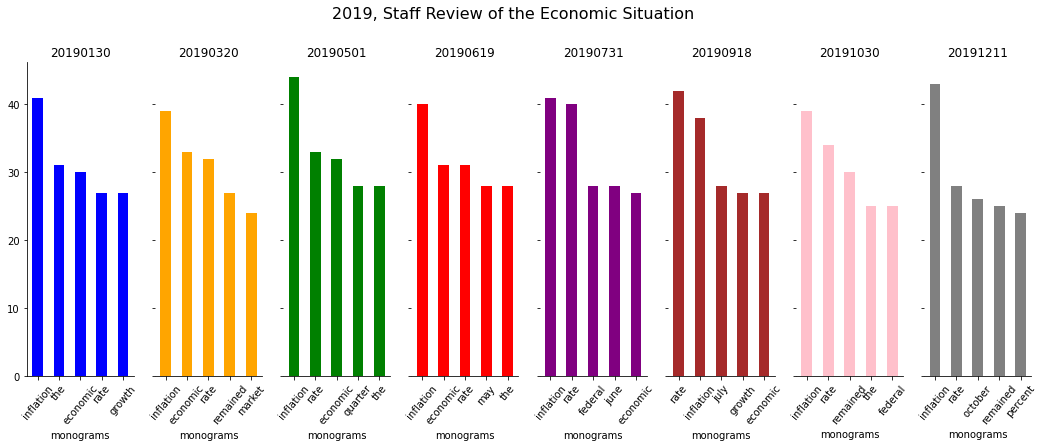 2019, Staff Review of the Economic Situation
20190130 20190320 20190501 20190619 20190731 20190918 20191030 20191211
40
30
20
10
0
inflation the economic rate growth
inflation economic rate remained market
inflation rate economic quarter the
inflation economic rate may the
inflation rate federal june economic
rate inflation july growth economic
inflation rate remained the federal
inflation rate october remained percent
monograms monograms monograms monograms monograms monograms monograms monograms